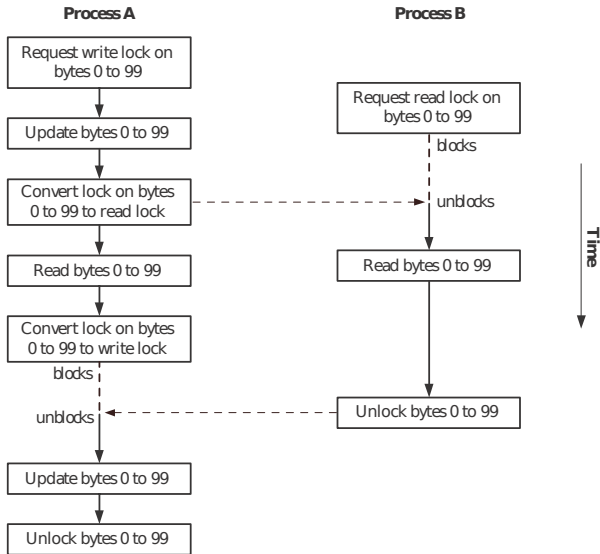 Process A
Process B
Request write lock on
bytes 0 to 99
Request read lock on
bytes 0 to 99
Update bytes 0 to 99
blocks
Convert lock on bytes
0 to 99 to read lock
unblocks
Time
Read bytes 0 to 99
Read bytes 0 to 99
Convert lock on bytes
0 to 99 to write lock
blocks
unblocks
Unlock bytes 0 to 99
Update bytes 0 to 99
Unlock bytes 0 to 99